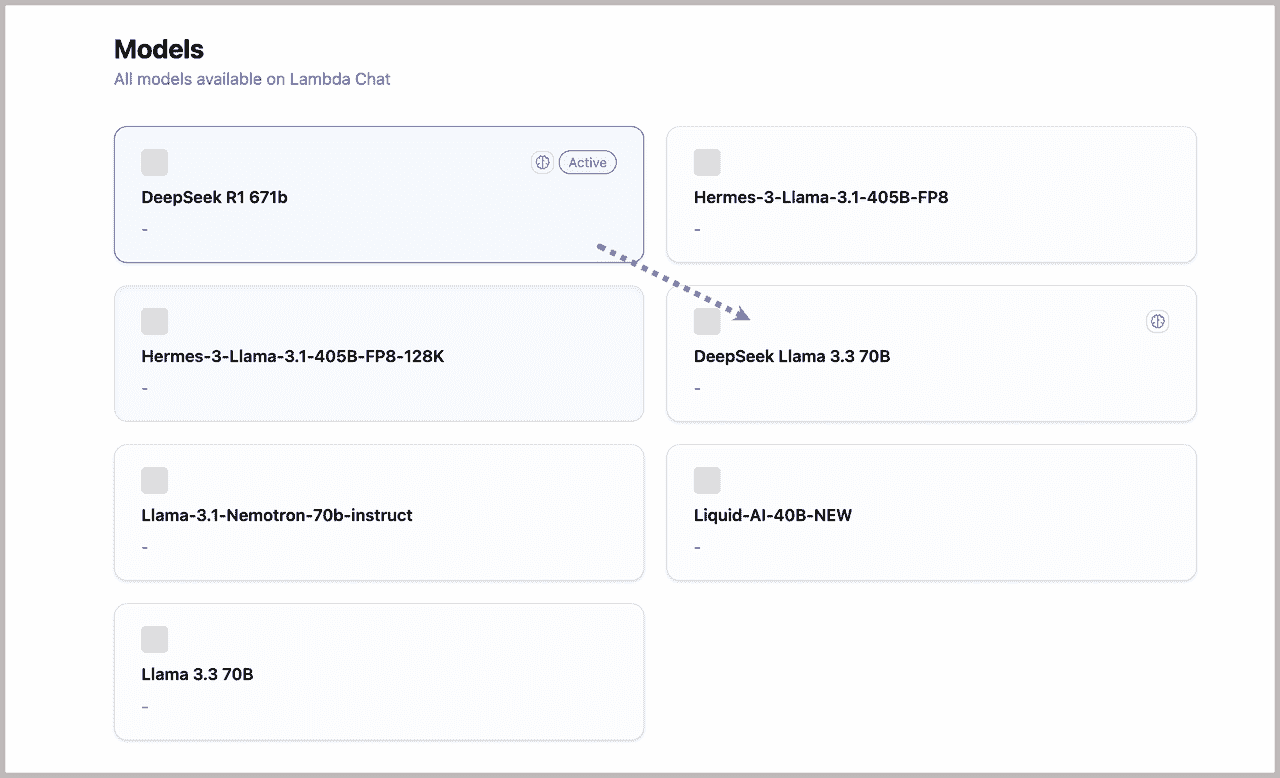 Models
All models available on Lambda Chat
Active
DeepSeek R1 671b
-
Hermes-3-Llama-3.1-405B-FP8
-
Hermes-3-Llama-3.1-405B-FP8-128K
-
DeepSeek Llama 3.3 70B
-
Llama-3.1-Nemotron-70b-instruct
-
Liquid-AI-40B-NEW
-
Llama 3.3 70B
-